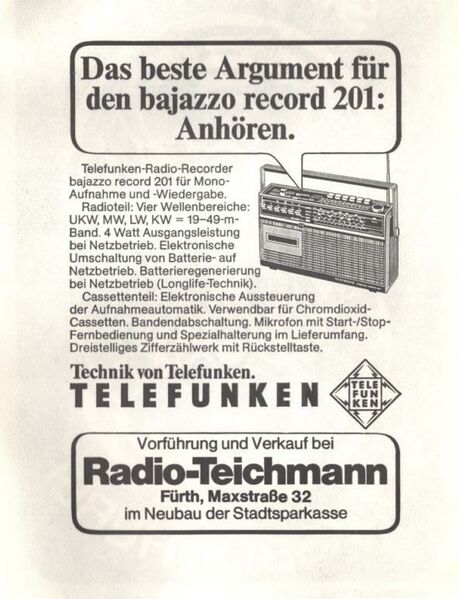 Das beste Argument für
den bajazzo record 201:
Anhören.
Telefunken-Radio-Recorder
bajazzo record 201 für Mono-
Aufnahme und -Wiedergabe.
Radioteil: Vier Wellenbereiche:
UKW, MW, LW, KW = 19–49-m-
Band. 4 Watt Ausgangsleistung
bei Netzbetrieb. Elektronische
Umschaltung von Batterie- auf
Netzbetrieb. Batterieregenerierung
bei Netzbetrieb (Longlife-Technik).
Cassettenteil: Elektronische Aussteuerung
der Aufnahmeautomatik. Verwendbar für Chromdioxid-
Cassetten. Bandendabschaltung. Mikrofon mit Start-/Stop-
Fernbedienung und Spezialhalterung im Lieferumfang.
Dreistelliges Zifferzählwerk mit Rückstelltaste.
Technik von Telefunken.
TELEFUNKEN
TELE
FUN
KEN
Vorführung und Verkauf bei
Radio-Teichmann
Fürth, Maxstraße 32
im Neubau der Stadtsparkasse